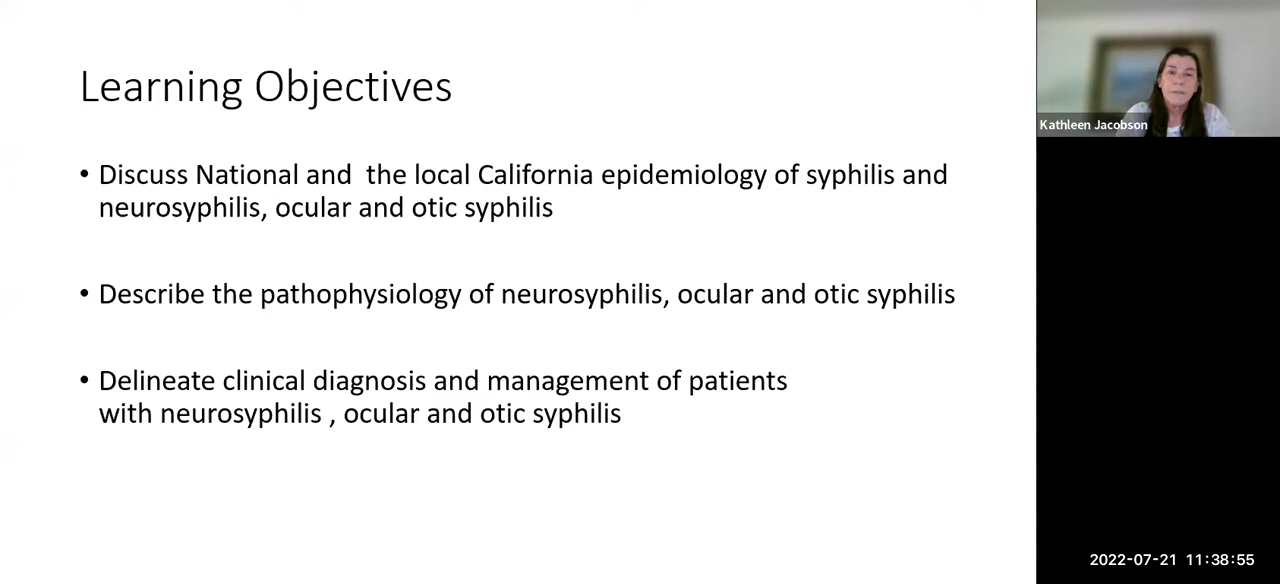 Learning Objectives
• Discuss National and  the local California epidemiology of syphilis and
neurosyphilis, ocular and otic syphilis
• Describe the pathophysiology of neurosyphilis, ocular and otic syphilis
• Delineate clinical diagnosis and management of patients
with neurosyphilis , ocular and otic syphilis
Kathleen Jacobson
2022-07-21 11:38:55